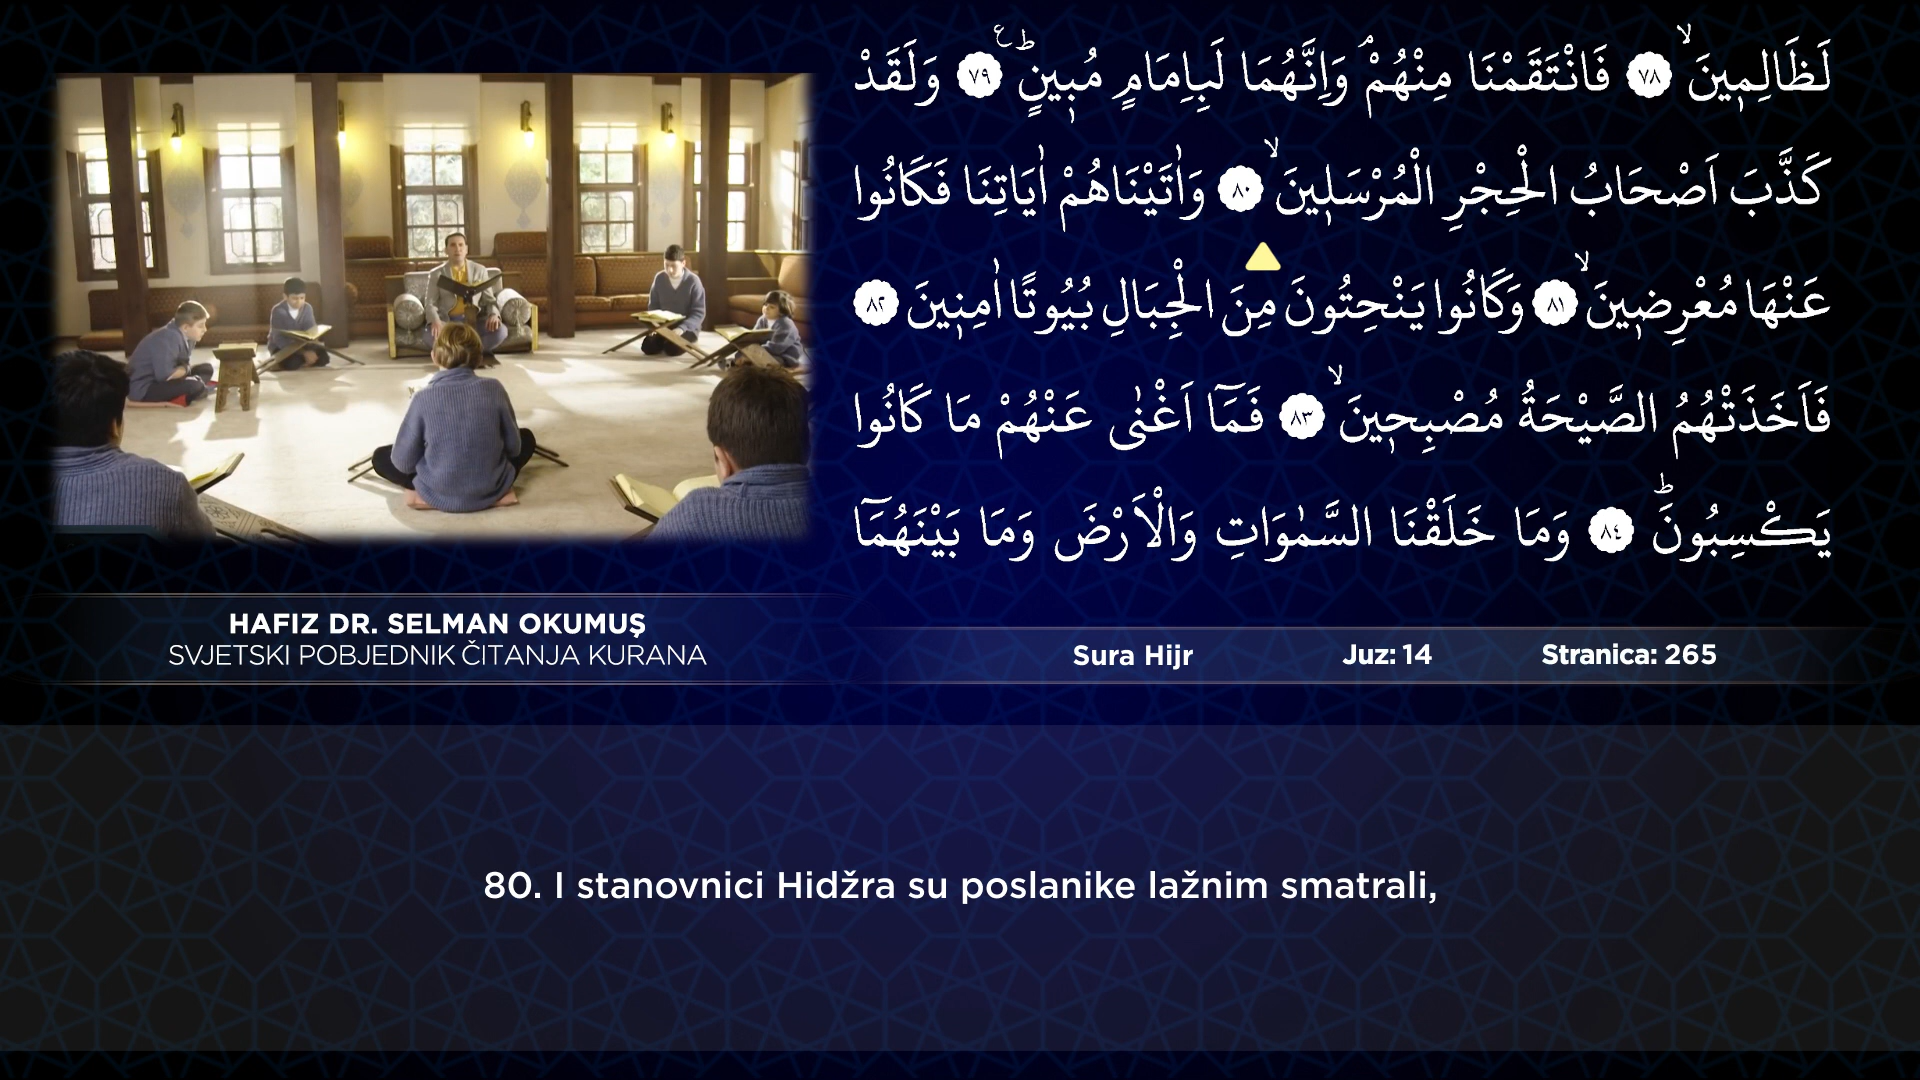 لَظَالِم۪ينَۙ ﴿٧٨﴾ فَانْتَقَمْنَا مِنْهُمْۢ وَاِنَّهُمَا لَبِاِمَامٍ مُب۪ينٍۜ ع ﴿٧٩﴾ وَلَقَدْ
كَذَّبَ اَصْحَابُ الْحِجْرِ الْمُرْسَل۪ينَۙ ﴿٨٠﴾ وَاٰتَيْنَاهُمْ اٰيَاتِنَا فَكَانُوا
عَنْهَا مُعْرِض۪ينَۙ ﴿٨١﴾ وَكَانُوا يَنْحِتُونَ مِنَ الْجِبَالِ بُيُوتًا اٰمِن۪ينَ ﴿٨٢﴾
فَاَخَذَتْهُمُ الصَّيْحَةُ مُصْبِح۪ينَۙ ﴿٨٣﴾ فَمَٓا اَغْنٰى عَنْهُمْ مَا كَانُوا
يَكْسِبُونَۜ ﴿٨٤﴾ وَمَا خَلَقْنَا السَّمٰوَاتِ وَالْاَرْضَ وَمَا بَيْنَهُمَٓا
HAFIZ DR. SELMAN OKUMUŞ
SVJETSKI POBJEDNIK ČITANJA KURANA
Sura Hijr Juz: 14 Stranica: 265
80. I stanovnici Hidžra su poslanike lažnim smatrali,